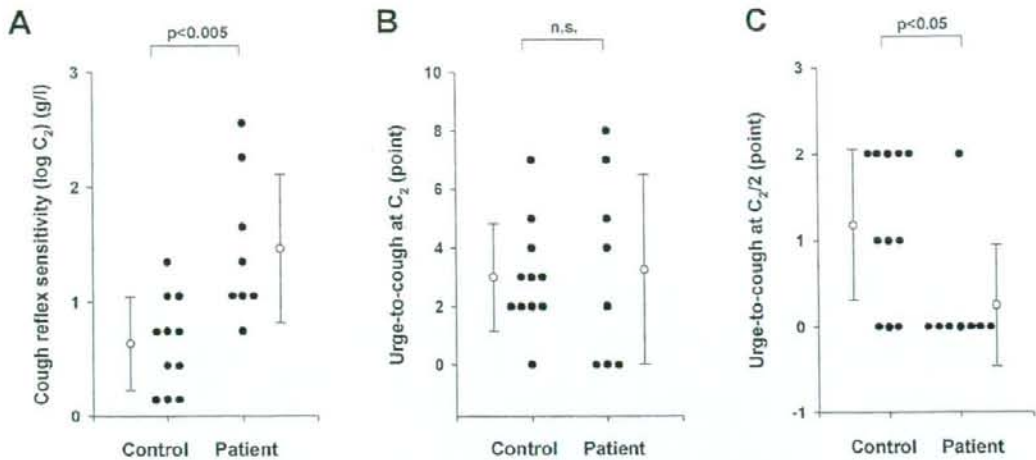 A
p<0.005
Cough reflex sensitivity (log C2) (g/l)
3
2
1
0
Control Patient
B
n.s.
Urge-to-cough at C2 (point)
10
8
6
4
2
0
Control Patient
C
p<0.05
Urge-to-cough at C2/2 (point)
3
2
1
0
-1
Control Patient